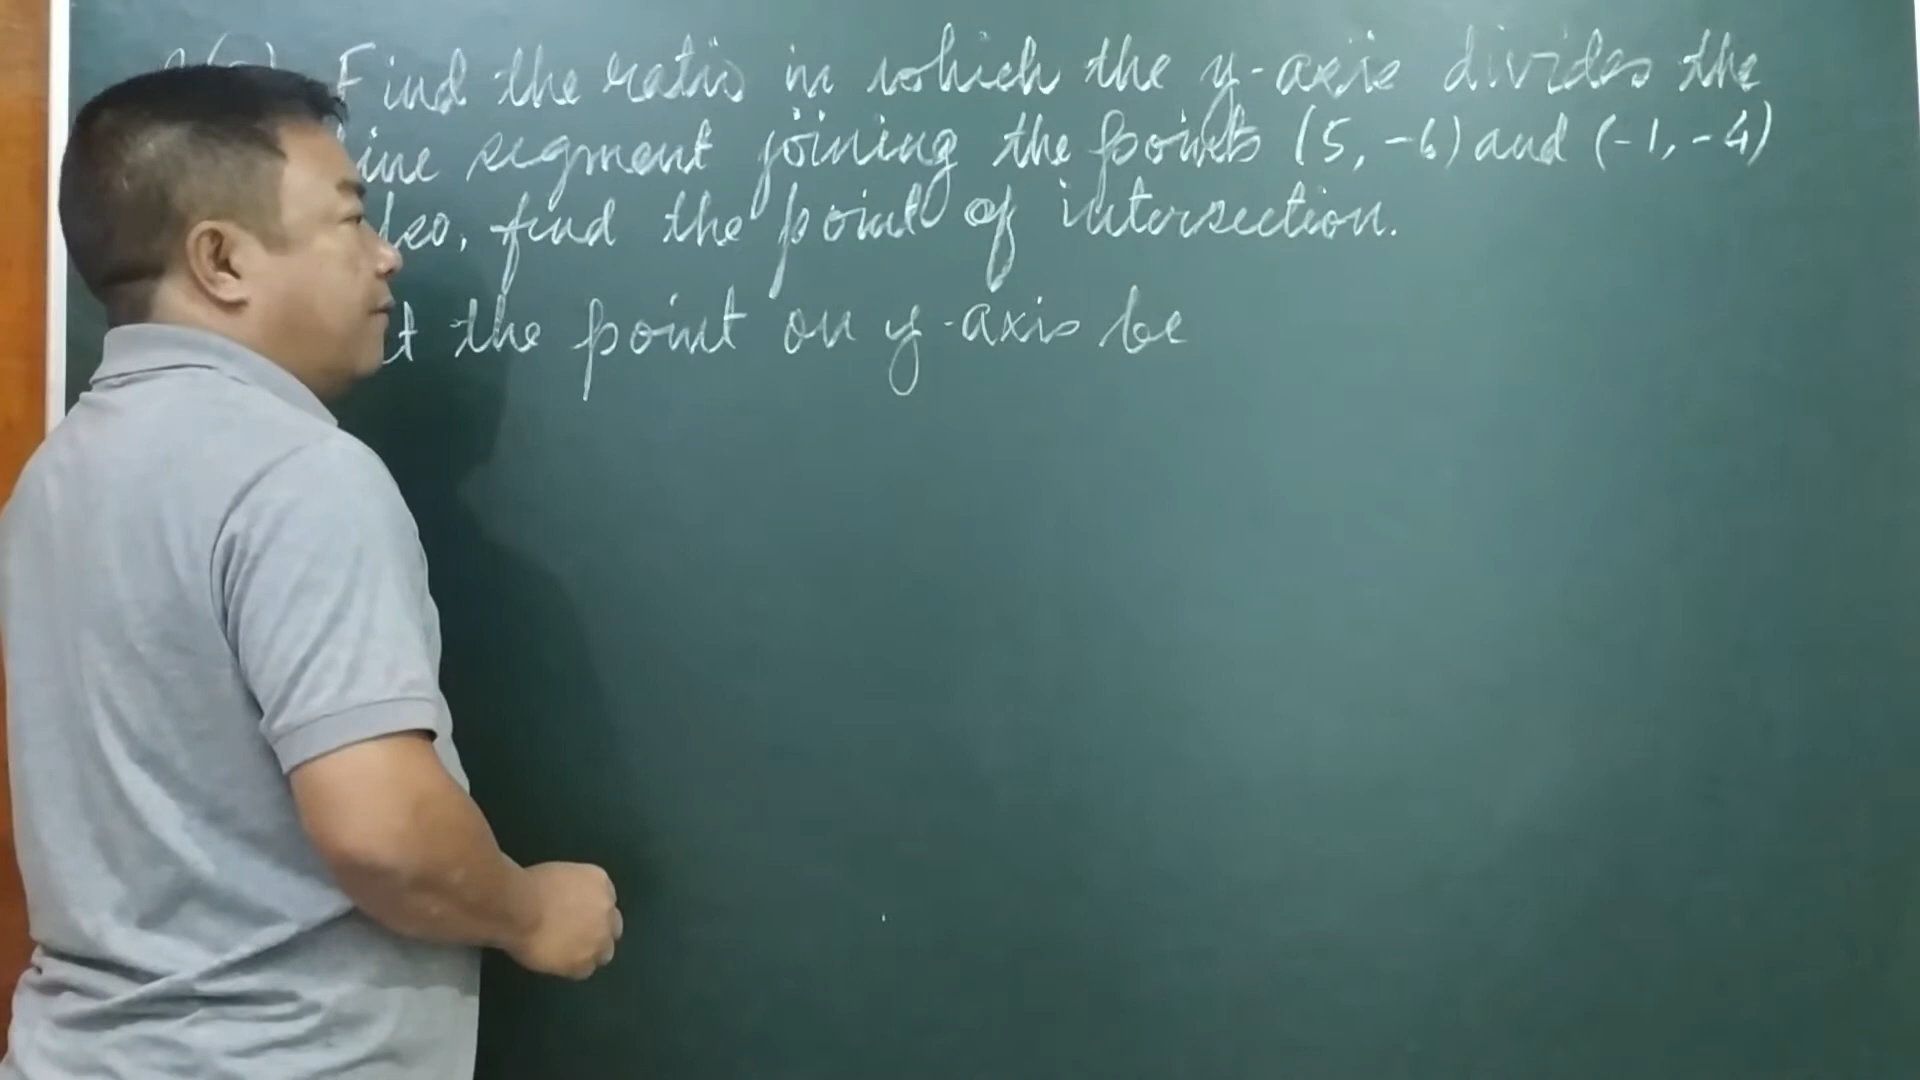 Find the ratio in which the y-axis divides the
line segment joining the points (5, -6) and (-1, -4)
Also, find the point of intersection.
the point on y-axis be